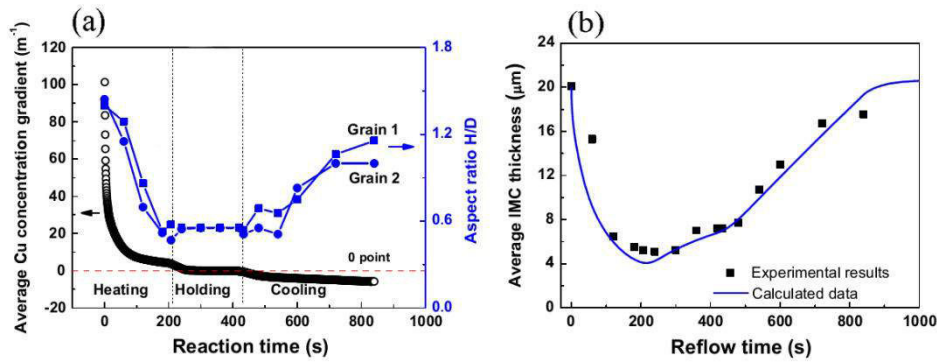 (a)
Average Cu concentration gradient (m⁻¹)
120
100
80
60
40
20
0
-20
0 200 400 600 800 1000
Reaction time (s)
Heating
Holding
Cooling
0 point
Grain 1
Grain 2
1.8
1.2
0.6
0.0
Aspect ratio H/D
(b)
Average IMC thickness (μm)
24
20
16
12
8
4
0
0 200 400 600 800 1000
Reflow time (s)
Experimental results
Calculated data